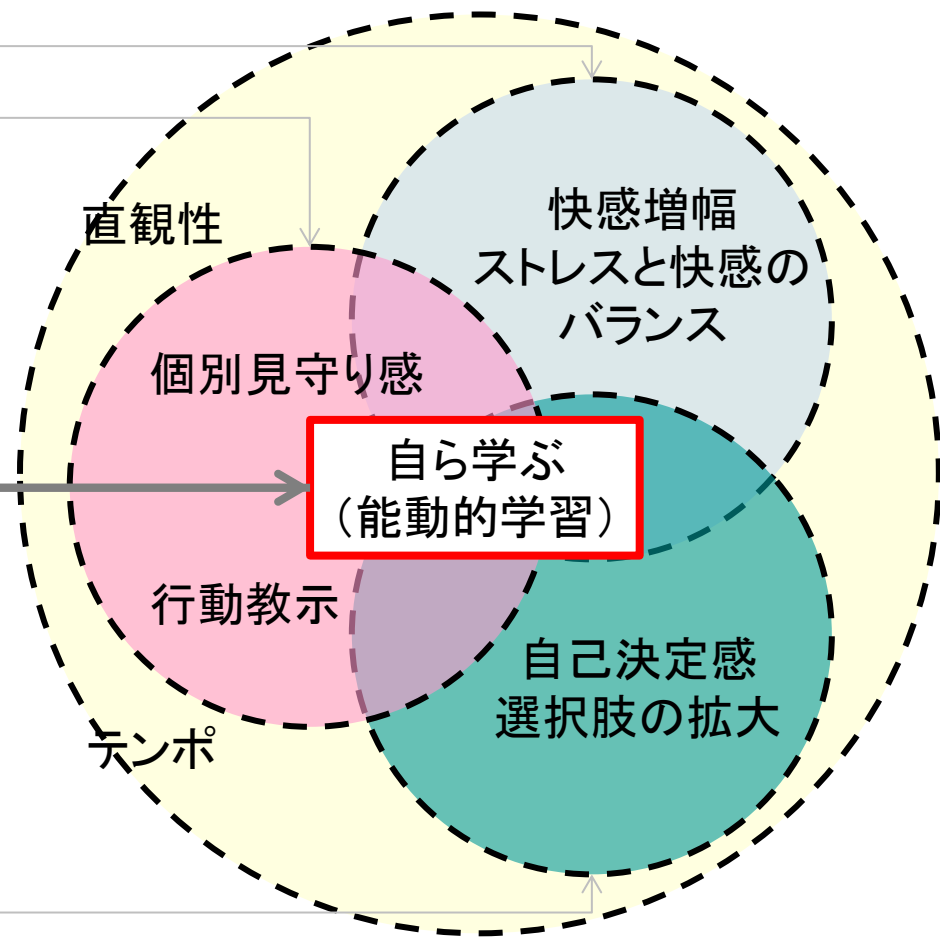 直観性
快感増幅
ストレスと快感の
バランス
個別見守り感
自ら学ぶ
（能動的学習）
行動教示
自己決定感
選択肢の拡大
テンポ